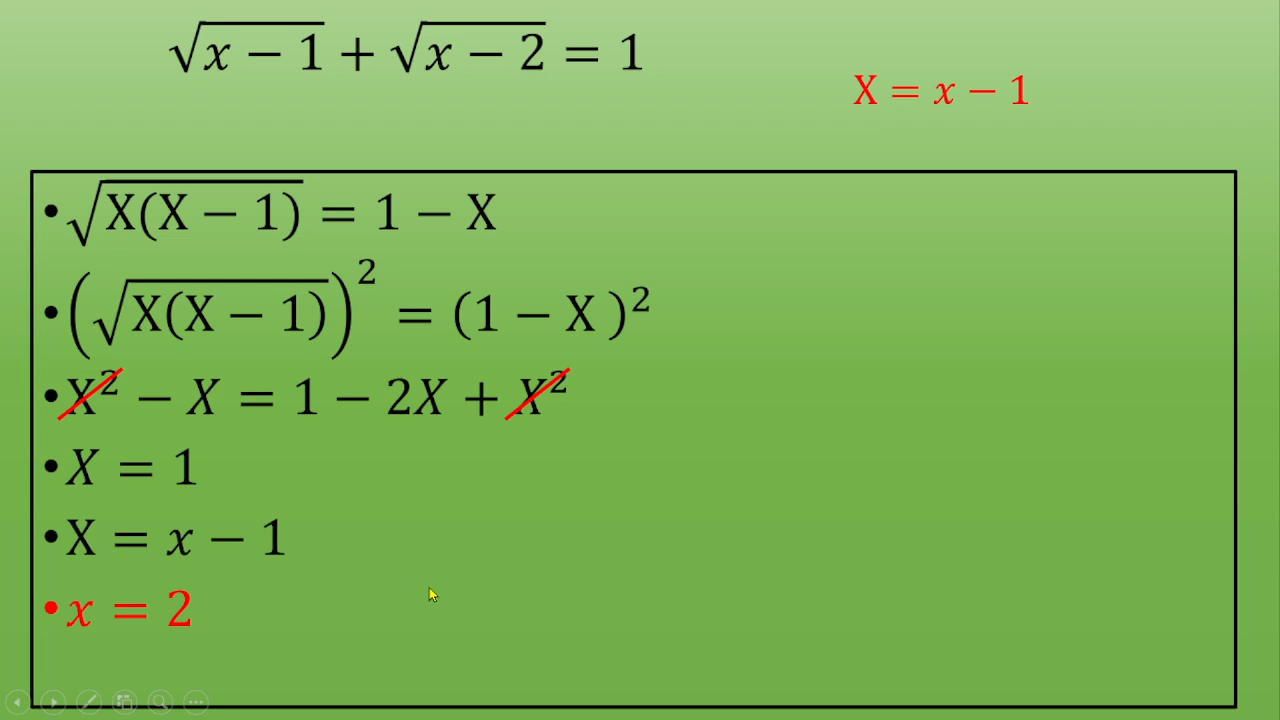 √(x − 1) + √(x − 2) = 1
X = x − 1
• √(X(X − 1)) = 1 − X
• (√(X(X − 1)))² = (1 − X )²
• X² − X = 1 − 2X + X²
• X = 1
• X = x − 1
• x = 2